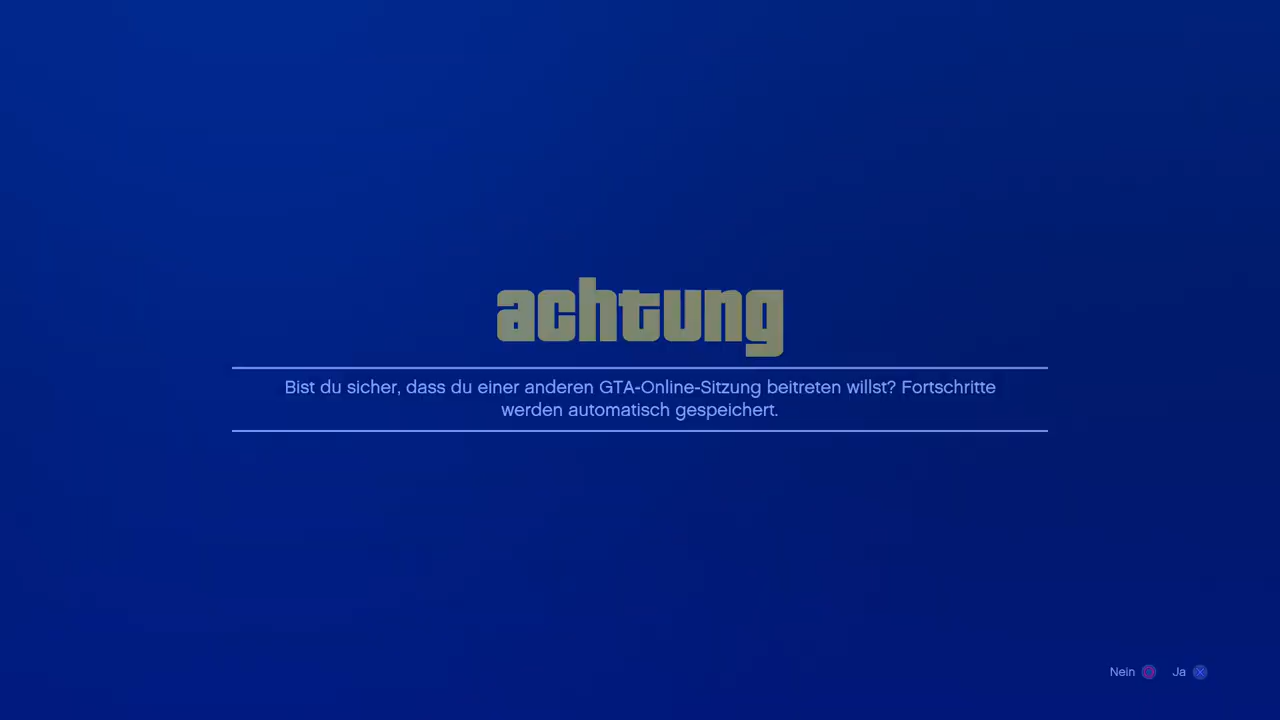 achtung
Bist du sicher, dass du einer anderen GTA-Online-Sitzung beitreten willst? Fortschritte
werden automatisch gespeichert.
Nein Ja